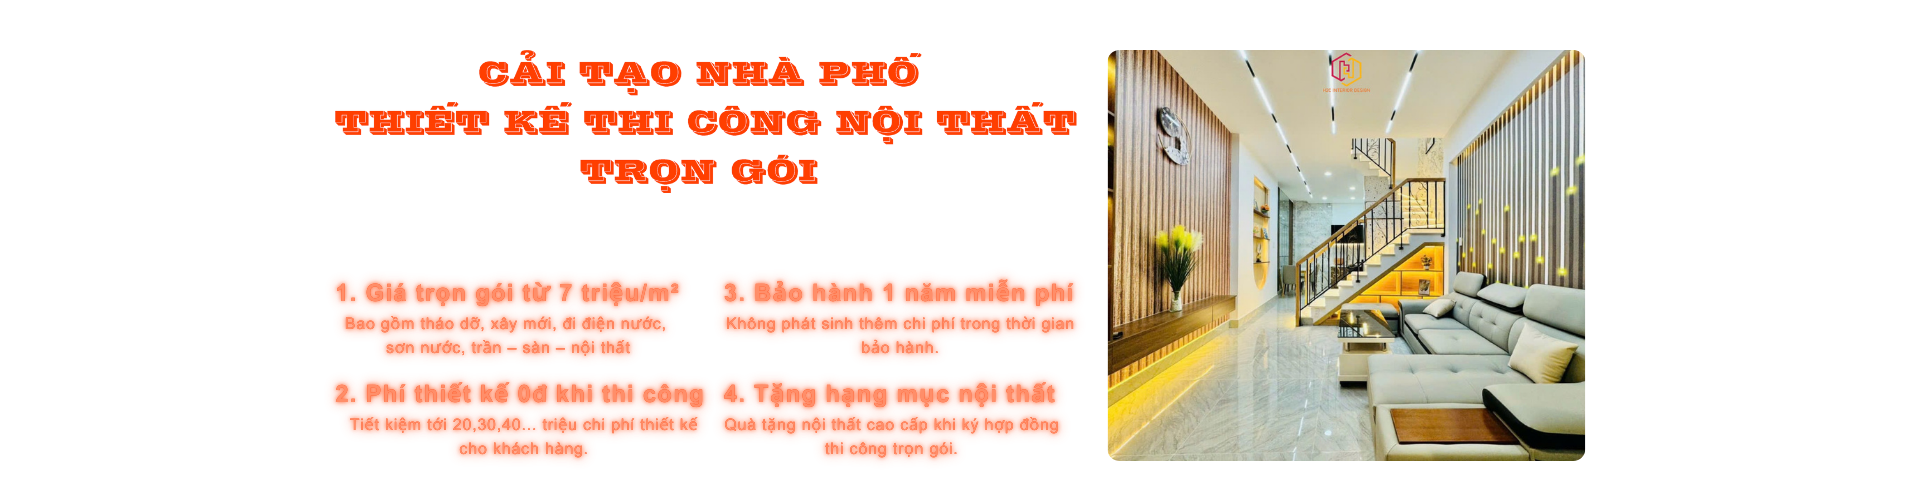 CẢI TẠO NHÀ PHỐ
THIẾT KẾ THI CÔNG NỘI THẤT
TRỌN GÓI
1. Giá trọn gói từ 7 triệu/m²
Bao gồm tháo dỡ, xây mới, đi điện nước,
sơn nước, trần – sàn – nội thất
2. Phí thiết kế 0đ khi thi công
Tiết kiệm tới 20,30,40... triệu chi phí thiết kế
cho khách hàng.
3. Bảo hành 1 năm miễn phí
Không phát sinh thêm chi phí trong thời gian
bảo hành.
4. Tặng hạng mục nội thất
Quà tặng nội thất cao cấp khi ký hợp đồng
thi công trọn gói.